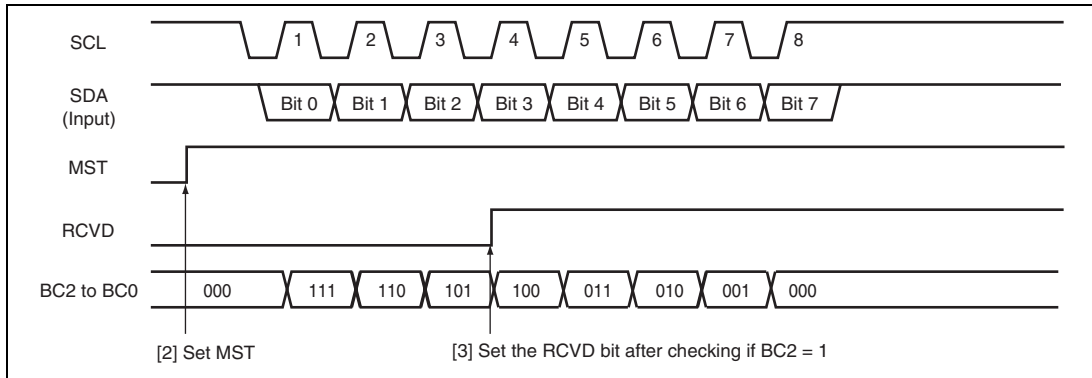 SCL 1 2 3 4 5 6 7 8
SDA
(Input)
Bit 0 Bit 1 Bit 2 Bit 3 Bit 4 Bit 5 Bit 6 Bit 7
MST
RCVD
BC2 to BC0 000 111 110 101 100 011 010 001 000
[2] Set MST [3] Set the RCVD bit after checking if BC2 = 1